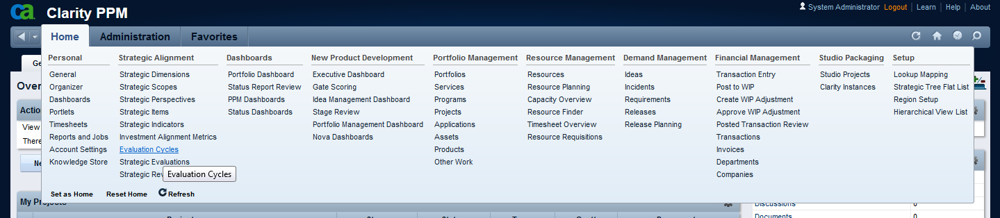 ca Clarity PPM
System Administrator Logout Learn Help About
Home Administration Favorites
Personal
General
Organizer
Dashboards
Portlets
Timesheets
Reports and Jobs
Account Settings
Knowledge Store
Strategic Alignment
Strategic Dimensions
Strategic Scopes
Strategic Perspectives
Strategic Items
Strategic Indicators
Investment Alignment Metrics
Evaluation Cycles
Strategic Evaluations
Strategic Rev
Evaluation Cycles
Dashboards
Portfolio Dashboard
Status Report Review
PPM Dashboards
Status Dashboards
New Product Development
Executive Dashboard
Gate Scoring
Idea Management Dashboard
Stage Review
Portfolio Management Dashboard
Nova Dashboards
Portfolio Management
Portfolios
Services
Programs
Projects
Applications
Assets
Products
Other Work
Resource Management
Resources
Resource Planning
Capacity Overview
Resource Finder
Timesheet Overview
Resource Requisitions
Demand Management
Ideas
Incidents
Requirements
Releases
Release Planning
Financial Management
Transaction Entry
Post to WIP
Create WIP Adjustment
Approve WIP Adjustment
Posted Transaction Review
Transactions
Invoices
Departments
Companies
Studio Packaging
Studio Projects
Clarity Instances
Setup
Lookup Mapping
Strategic Tree Flat List
Region Setup
Hierarchical View List
Set as Home Reset Home Refresh
Ge
Over
Actio
View
There
Ne
My Projects
Discussions 0
Documents 0